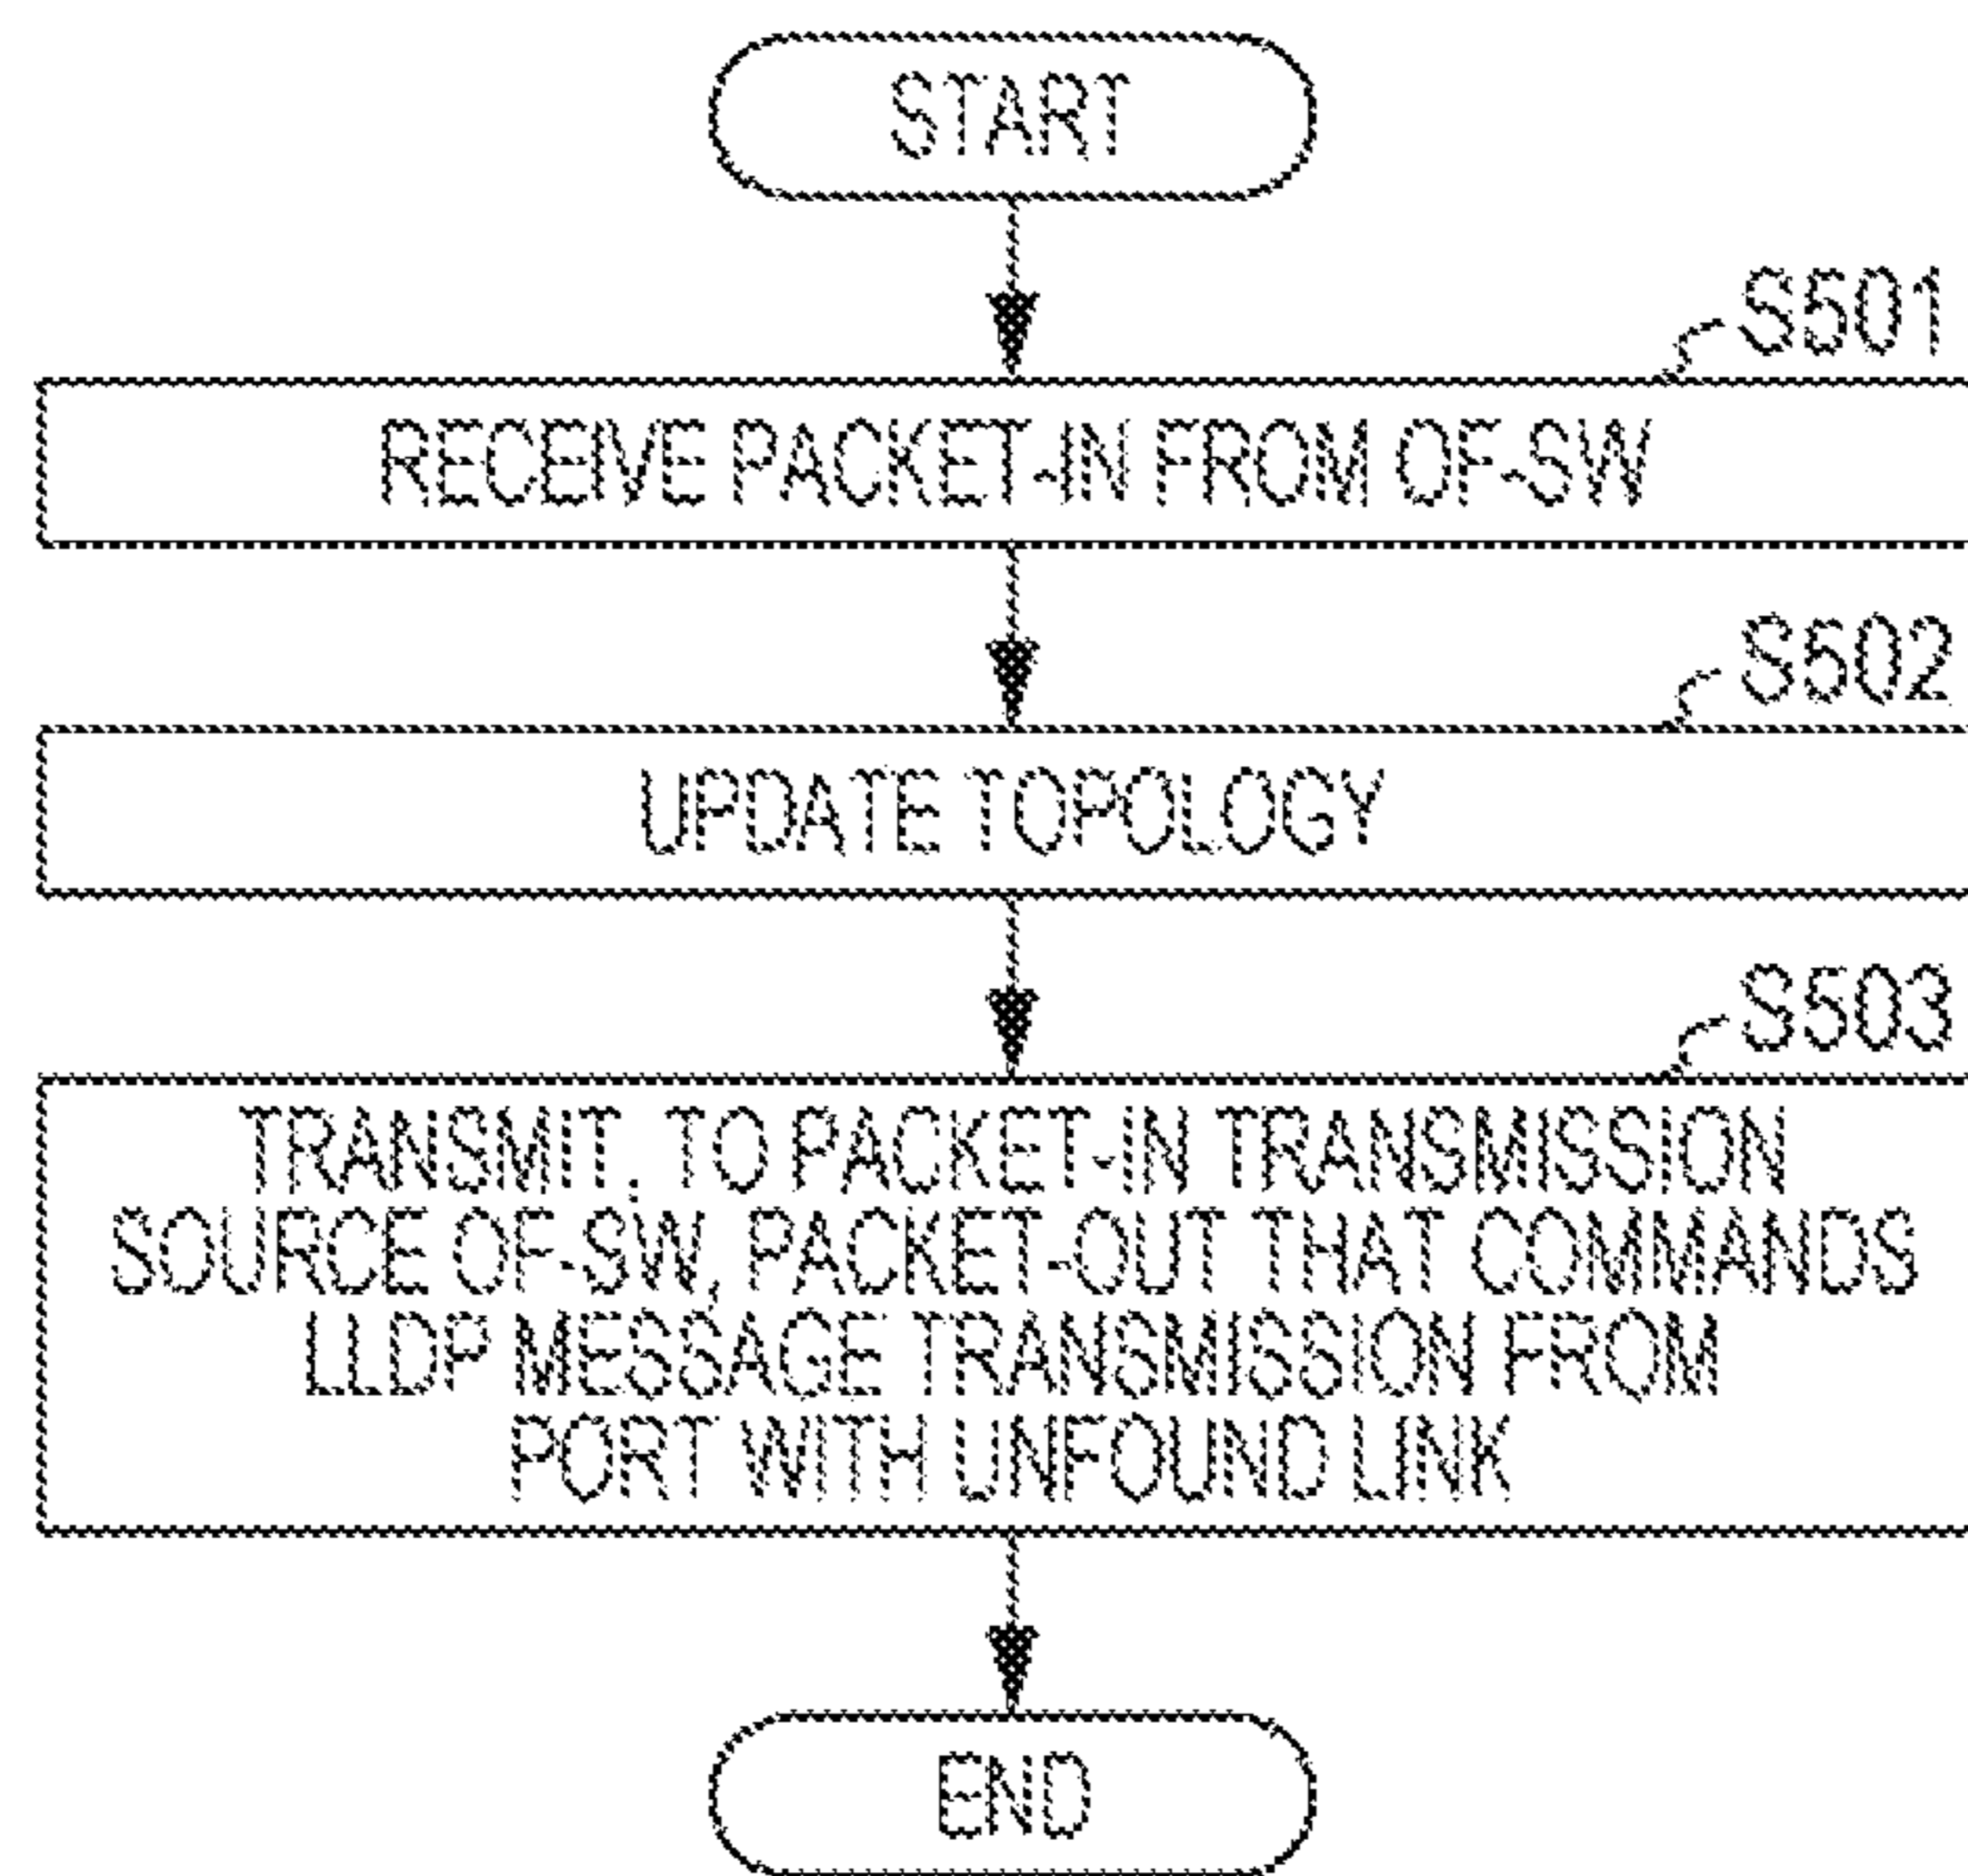 START
S501
RECEIVE PACKET-IN FROM OF-SW
S502
UPDATE TOPOLOGY
S503
TRANSMIT, TO PACKET-IN TRANSMISSION
SOURCE OF-SW, PACKET-OUT THAT COMMANDS
LLDP MESSAGE TRANSMISSION FROM
PORT WITH UNFOUND LINK
END